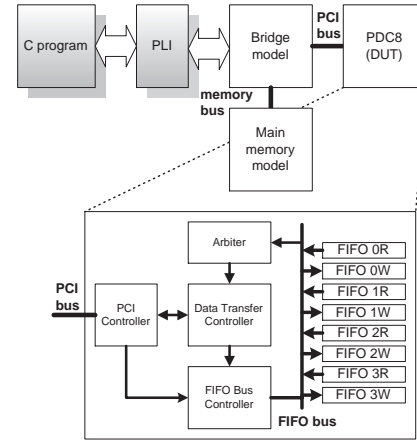 C program
PLI
Bridge
model
PCI
bus
PDC8
(DUT)
memory
bus
Main
memory
model
PCI
bus
PCI
Controller
Arbiter
Data Transfer
Controller
FIFO Bus
Controller
FIFO 0R
FIFO 0W
FIFO 1R
FIFO 1W
FIFO 2R
FIFO 2W
FIFO 3R
FIFO 3W
FIFO bus